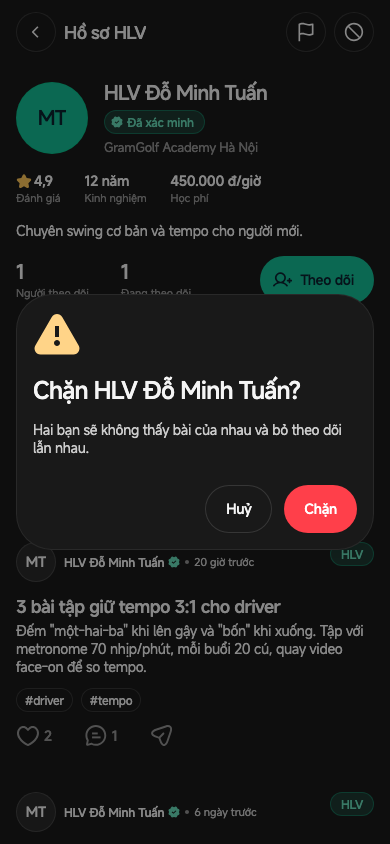 Hồ sơ HLV
MT
HLV Đỗ Minh Tuấn
Đã xác minh
GramGolf Academy Hà Nội
4,9
12 năm
450.000 đ/giờ
Đánh giá
Kinh nghiệm
Học phí
Chuyên swing cơ bản và tempo cho người mới.
1
1
Theo dõi
Người theo dõi
Đang theo dõi
Chặn HLV Đỗ Minh Tuấn?
Hai bạn sẽ không thấy bài của nhau và bỏ theo dõi
lẫn nhau.
Huỷ
Chặn
MT
HLV Đỗ Minh Tuấn • 20 giờ trước
HLV
3 bài tập giữ tempo 3:1 cho driver
Đếm "một-hai-ba" khi lên gậy và "bốn" khi xuống. Tập với
metronome 70 nhịp/phút, mỗi buổi 20 cú, quay video
face-on để so tempo.
#driver
#tempo
2
1
MT
HLV Đỗ Minh Tuấn • 6 ngày trước
HLV